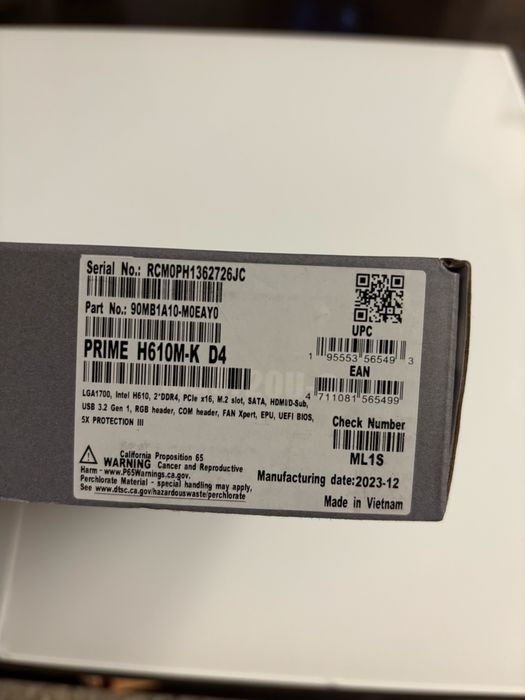 Serial No.: RCM0PH1362726JC
Part No.: 90MB1A10-M0EAY0
UPC
PRIME H610M-K D4
1 95553 56549 3
EAN
4 711081 565499
LGA1700, Intel H610, 2*DDR4, PCIe x16, M.2 slot, SATA, HDMI/D-Sub,
USB 3.2 Gen 1, RGB header, COM header, FAN Xpert, EPU, UEFI BIOS,
5X PROTECTION III
Check Number
ML1S
California Proposition 65
WARNING Cancer and Reproductive
Harm - www.P65Warnings.ca.gov.
Perchlorate Material - special handling may apply,
See www.dtsc.ca.gov/hazardouswaste/perchlorate
Manufacturing date:2023-12
Made in Vietnam